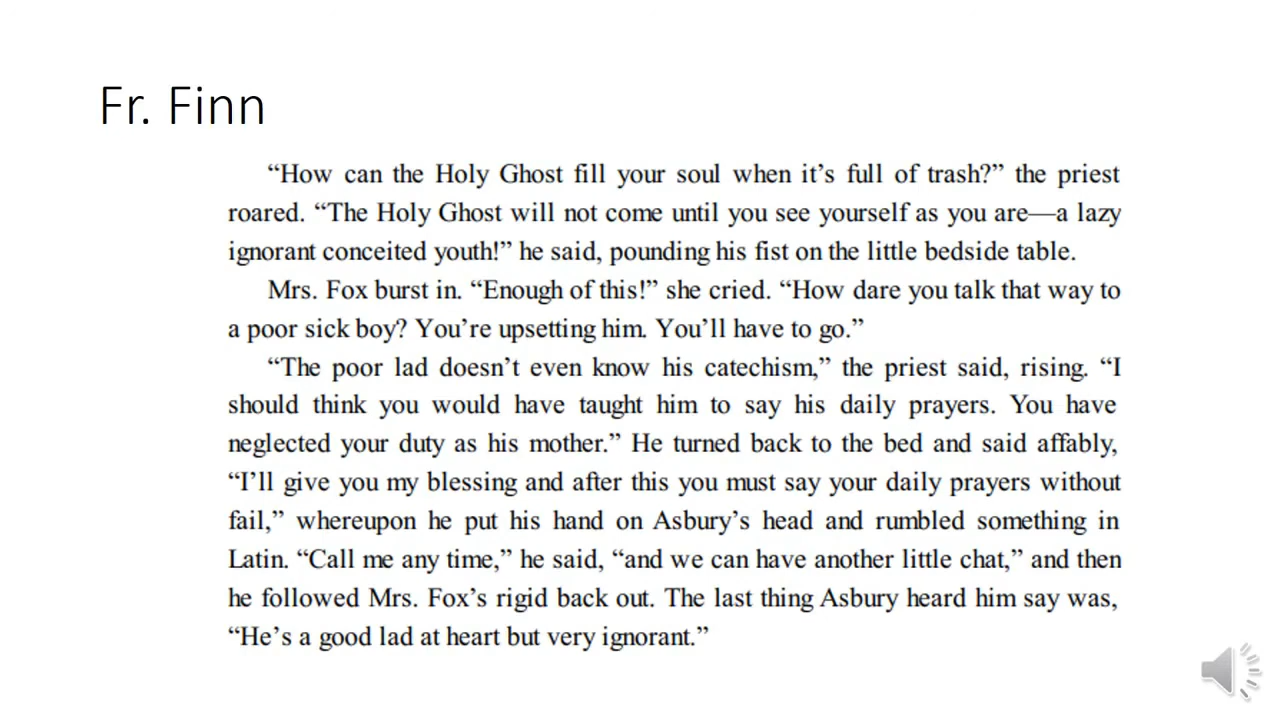 Fr. Finn
“How can the Holy Ghost fill your soul when it’s full of trash?” the priest
roared. “The Holy Ghost will not come until you see yourself as you are—a lazy
ignorant conceited youth!” he said, pounding his fist on the little bedside table.
Mrs. Fox burst in. “Enough of this!” she cried. “How dare you talk that way to
a poor sick boy? You’re upsetting him. You’ll have to go.”
“The poor lad doesn’t even know his catechism,” the priest said, rising. “I
should think you would have taught him to say his daily prayers. You have
neglected your duty as his mother.” He turned back to the bed and said affably,
“I’ll give you my blessing and after this you must say your daily prayers without
fail,” whereupon he put his hand on Asbury’s head and rumbled something in
Latin. “Call me any time,” he said, “and we can have another little chat,” and then
he followed Mrs. Fox’s rigid back out. The last thing Asbury heard him say was,
“He’s a good lad at heart but very ignorant.”